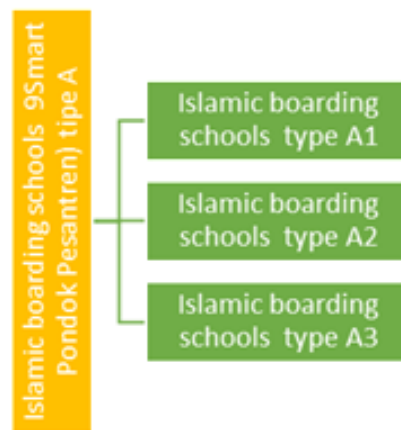 Islamic boarding schools 9Smart
Pondok Pesantren) tipe A
Islamic boarding
schools type A1
Islamic boarding
schools type A2
Islamic boarding
schools type A3